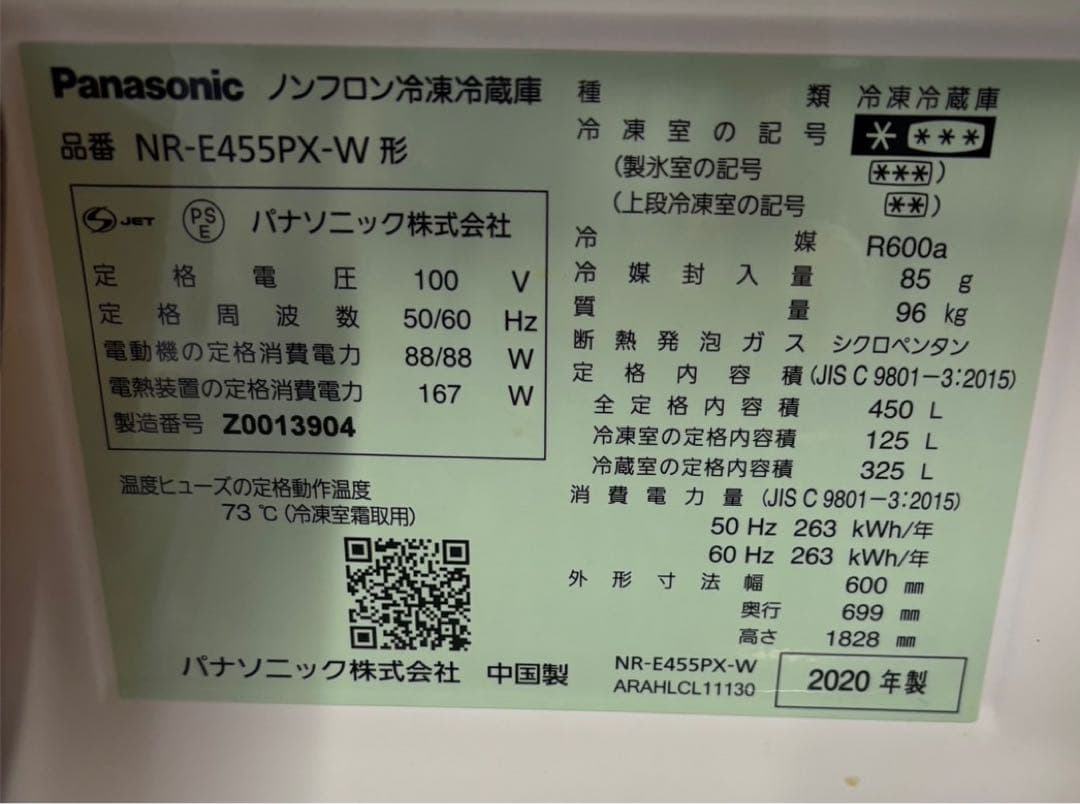 Panasonic ノンフロン冷凍冷蔵庫
品番 NR-E455PX-W 形
JET PSE パナソニック株式会社
定格電圧 100 V
定格周波数 50/60 Hz
電動機の定格消費電力 88/88 W
電熱装置の定格消費電力 167 W
製造番号 Z0013904
温度ヒューズの定格動作温度
73 ℃ (冷凍室霜取用)
パナソニック株式会社 中国製
種類 冷凍冷蔵庫
冷凍室の記号 * ***
(製氷室の記号 ***)
(上段冷凍室の記号 **)
冷媒 R600a
冷媒封入量 85 g
質量 96 kg
断熱発泡ガス シクロペンタン
定格内容積 (JIS C 9801-3:2015)
全定格内容積 450 L
冷凍室の定格内容積 125 L
冷蔵室の定格内容積 325 L
消費電力量 (JIS C 9801-3:2015)
50 Hz 263 kWh/年
60 Hz 263 kWh/年
外形寸法 幅 600 mm
奥行 699 mm
高さ 1828 mm
NR-E455PX-W
ARAHLCL11130
2020 年製